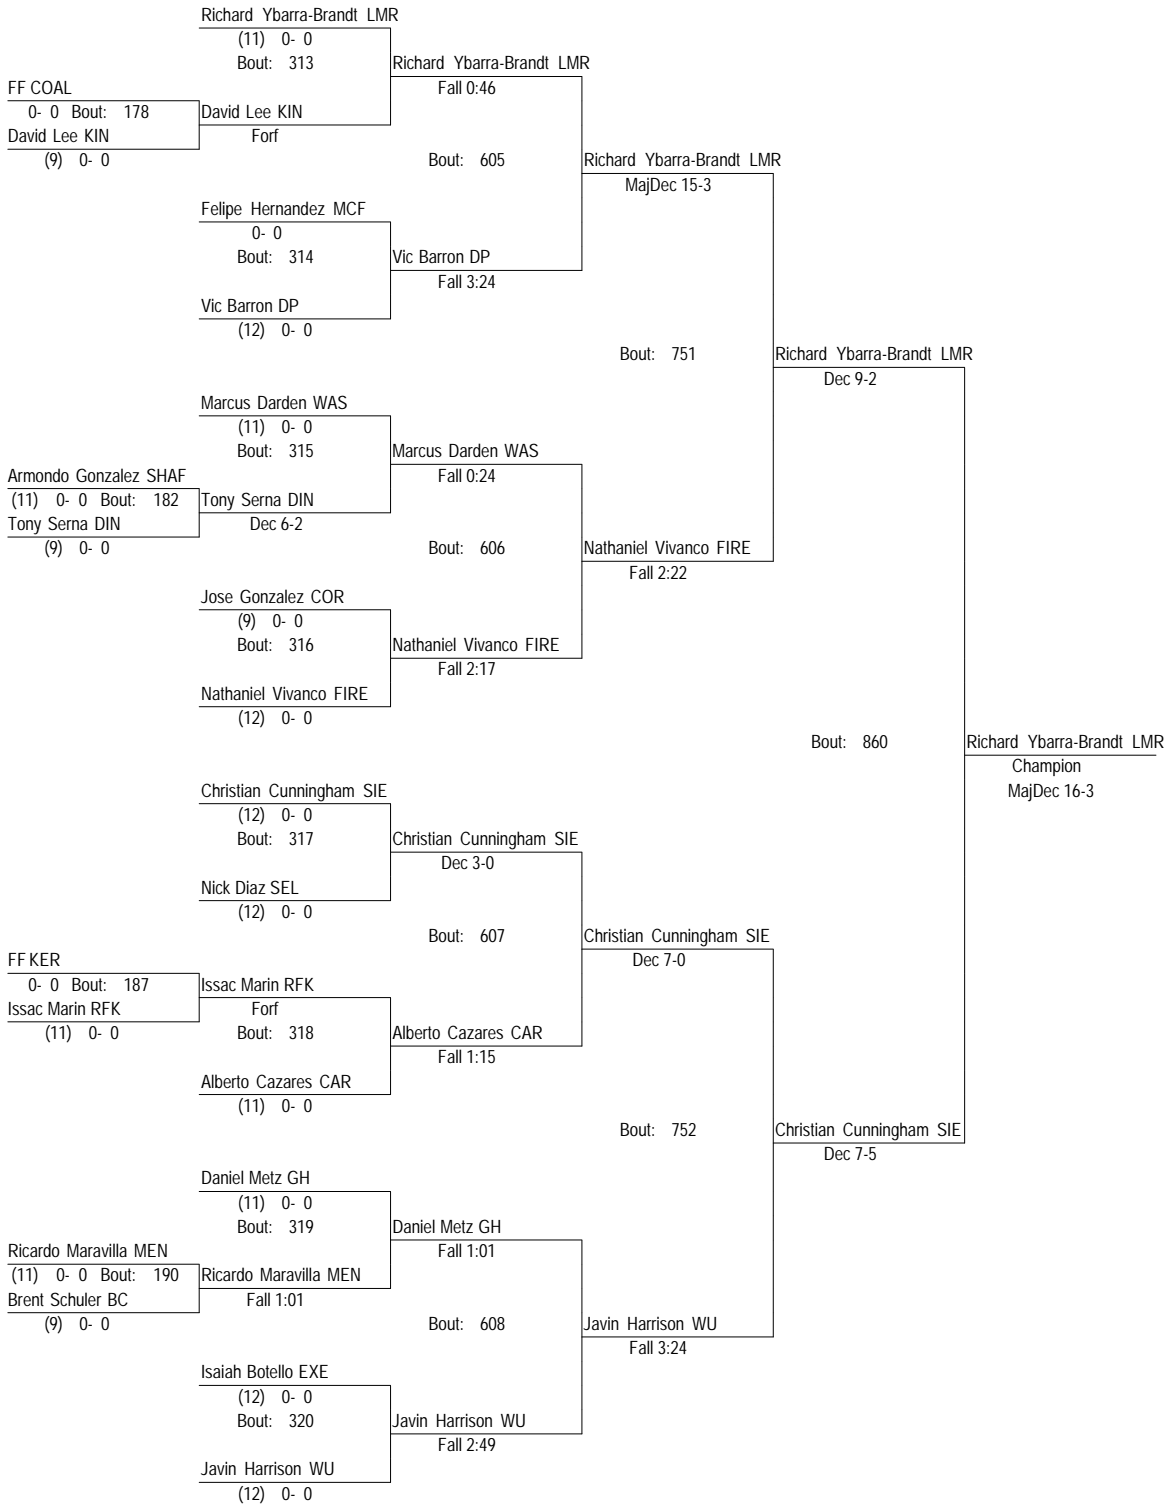 Richard Ybarra-Brandt LMR
(11) 0- 0
Bout: 313
Richard Ybarra-Brandt LMR
Fall 0:46
FF COAL
0- 0 Bout: 178
David Lee KIN
Forf
David Lee KIN
(9) 0- 0
Bout: 605
Richard Ybarra-Brandt LMR
MajDec 15-3
Felipe Hernandez MCF
0- 0
Bout: 314
Vic Barron DP
Fall 3:24
Vic Barron DP
(12) 0- 0
Bout: 751
Richard Ybarra-Brandt LMR
Dec 9-2
Marcus Darden WAS
(11) 0- 0
Bout: 315
Marcus Darden WAS
Fall 0:24
Armondo Gonzalez SHAF
(11) 0- 0 Bout: 182
Tony Serna DIN
Dec 6-2
Tony Serna DIN
(9) 0- 0
Bout: 606
Nathaniel Vivanco FIRE
Fall 2:22
Jose Gonzalez COR
(9) 0- 0
Bout: 316
Nathaniel Vivanco FIRE
Fall 2:17
Nathaniel Vivanco FIRE
(12) 0- 0
Bout: 860
Richard Ybarra-Brandt LMR
Champion
MajDec 16-3
Christian Cunningham SIE
(12) 0- 0
Bout: 317
Christian Cunningham SIE
Dec 3-0
Nick Diaz SEL
(12) 0- 0
Bout: 607
Christian Cunningham SIE
Dec 7-0
FF KER
0- 0 Bout: 187
Issac Marin RFK
Forf
Issac Marin RFK
(11) 0- 0
Bout: 318
Alberto Cazares CAR
Fall 1:15
Alberto Cazares CAR
(11) 0- 0
Bout: 752
Christian Cunningham SIE
Dec 7-5
Daniel Metz GH
(11) 0- 0
Bout: 319
Daniel Metz GH
Fall 1:01
Ricardo Maravilla MEN
(11) 0- 0 Bout: 190
Ricardo Maravilla MEN
Fall 1:01
Brent Schuler BC
(9) 0- 0
Bout: 608
Javin Harrison WU
Fall 3:24
Isaiah Botello EXE
(12) 0- 0
Bout: 320
Javin Harrison WU
Fall 2:49
Javin Harrison WU
(12) 0- 0